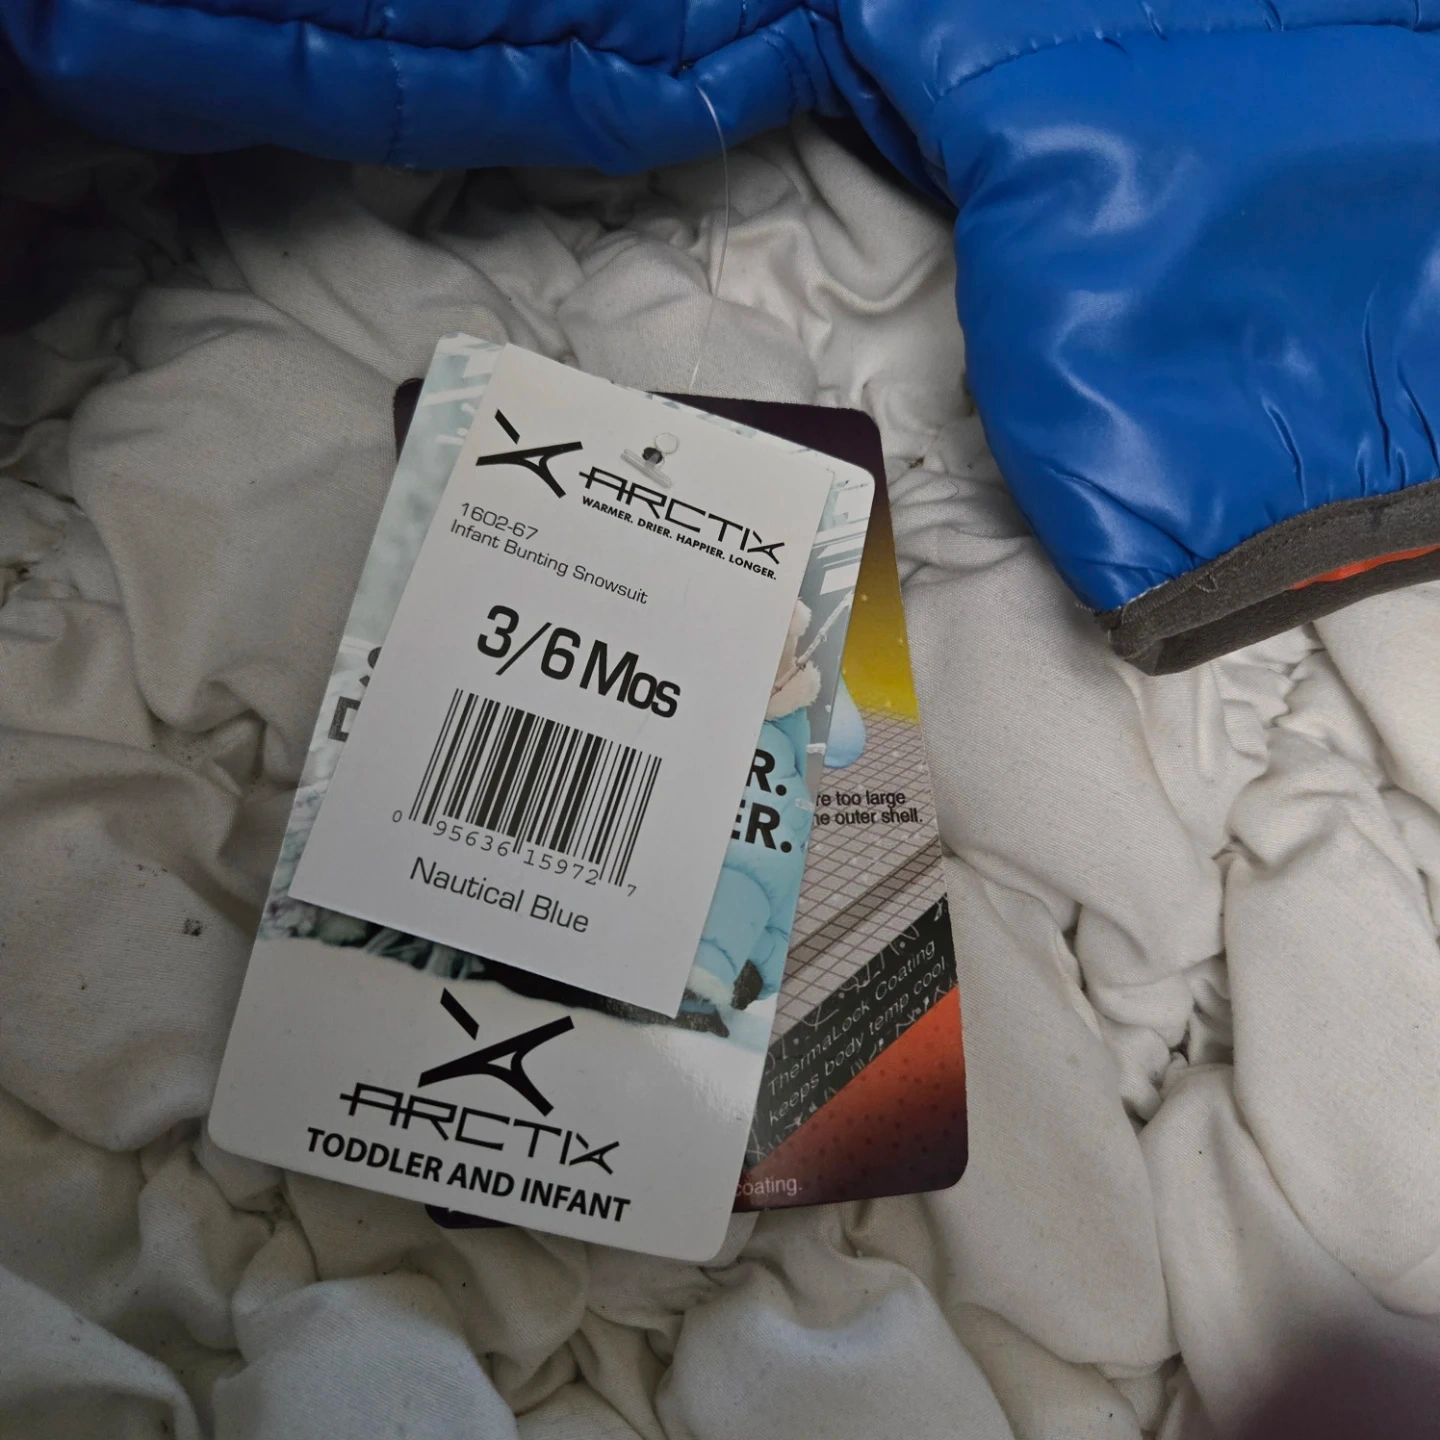 ARCTIX
WARMER. DRIER. HAPPIER. LONGER.
1602-67
Infant Bunting Snowsuit
3/6 Mos
0 95636 15972 7
Nautical Blue
R.
ER.
re too large
he outer shell.
ThermaLock Coating
keeps body temp cool
coating.
ARCTIX
TODDLER AND INFANT